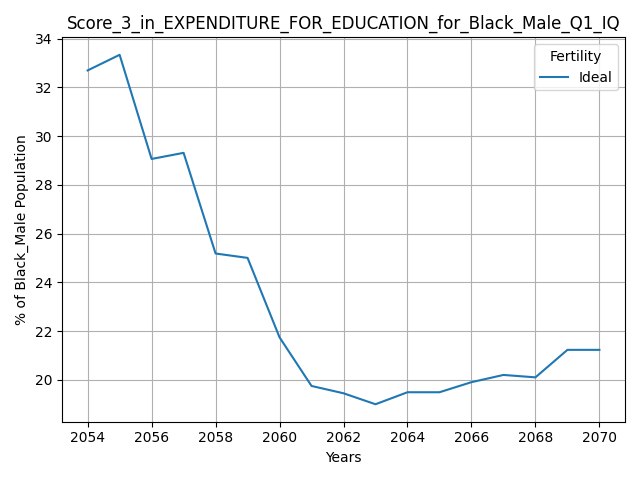 Score_3_in_EXPENDITURE_FOR_EDUCATION_for_Black_Male_Q1_IQ
34
32
30
28
26
24
22
20
% of Black_Male Population
Fertility
Ideal
2054 2056 2058 2060 2062 2064 2066 2068 2070
Years